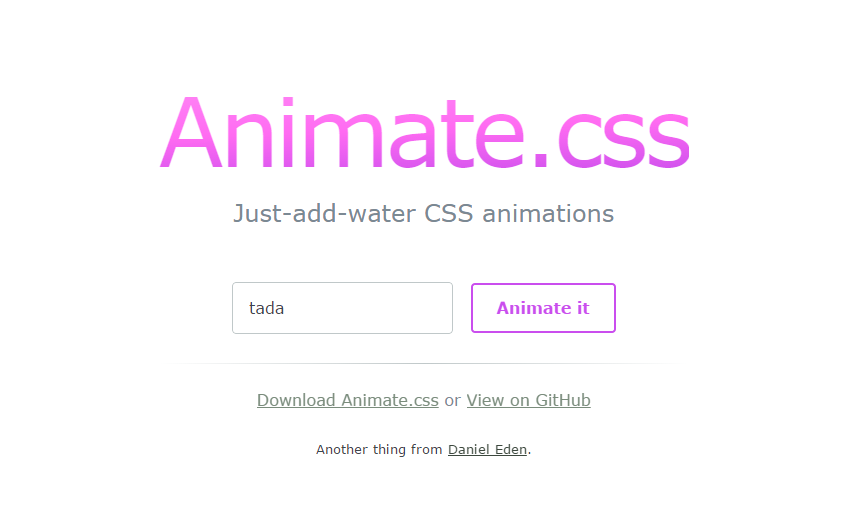 Animate.css
Just-add-water CSS animations
tada Animate it
Download Animate.css or View on GitHub
Another thing from Daniel Eden.